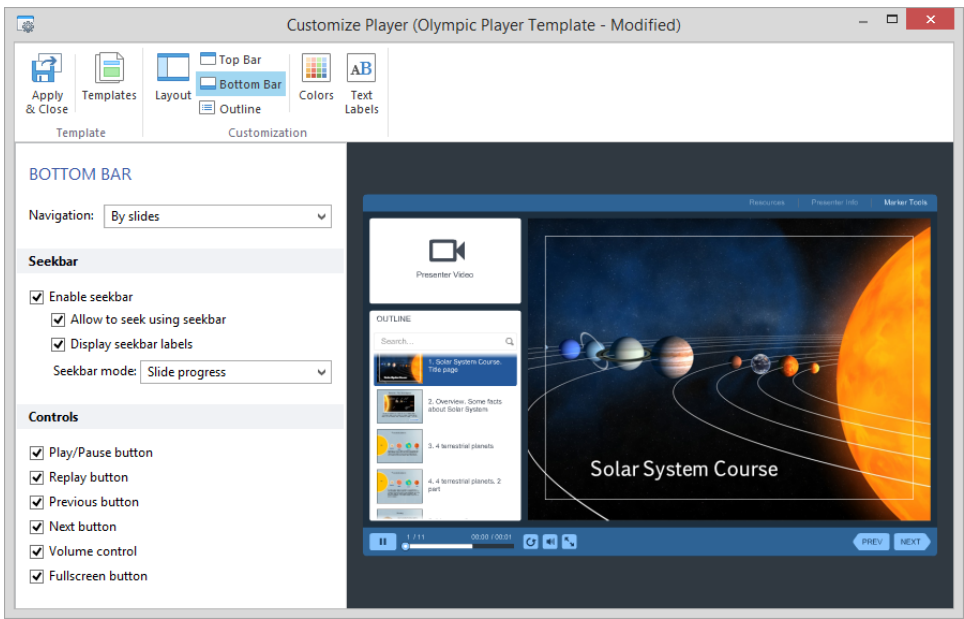 Customize Player (Olympic Player Template - Modified)
Apply
& Close
Templates
Template
Layout
Top Bar
Bottom Bar
Outline
Colors
AB
Text
Labels
Customization
BOTTOM BAR
Navigation: By slides
Seekbar
Enable seekbar
Allow to seek using seekbar
Display seekbar labels
Seekbar mode: Slide progress
Controls
Play/Pause button
Replay button
Previous button
Next button
Volume control
Fullscreen button
Resources
Presenter Info
Marker Tools
Presenter Video
OUTLINE
Search...
1. Solar System Course.
Title page
2. Overview. Some facts
about Solar System
3. 4 terrestrial planets
4. 4 terrestrial planets. 2
part
Solar System Course
1 / 11
00:00 / 00:01
PREV
NEXT